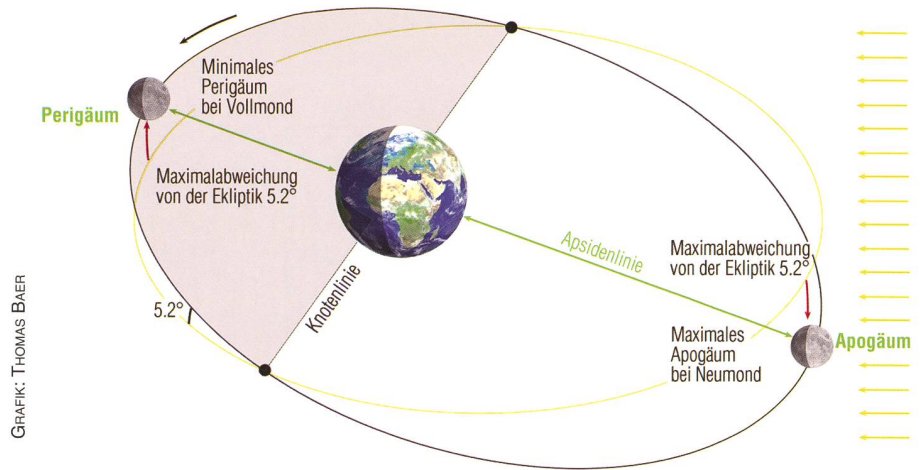 Minimales
Perigäum
bei Vollmond
Perigäum
Maximalabweichung
von der Ekliptik 5.2°
Apsidenlinie
Maximalabweichung
von der Ekliptik 5.2°
Knotenlinie
5.2°
Maximales
Apogäum
bei Neumond
Apogäum
GRAFIK: THOMAS BAER